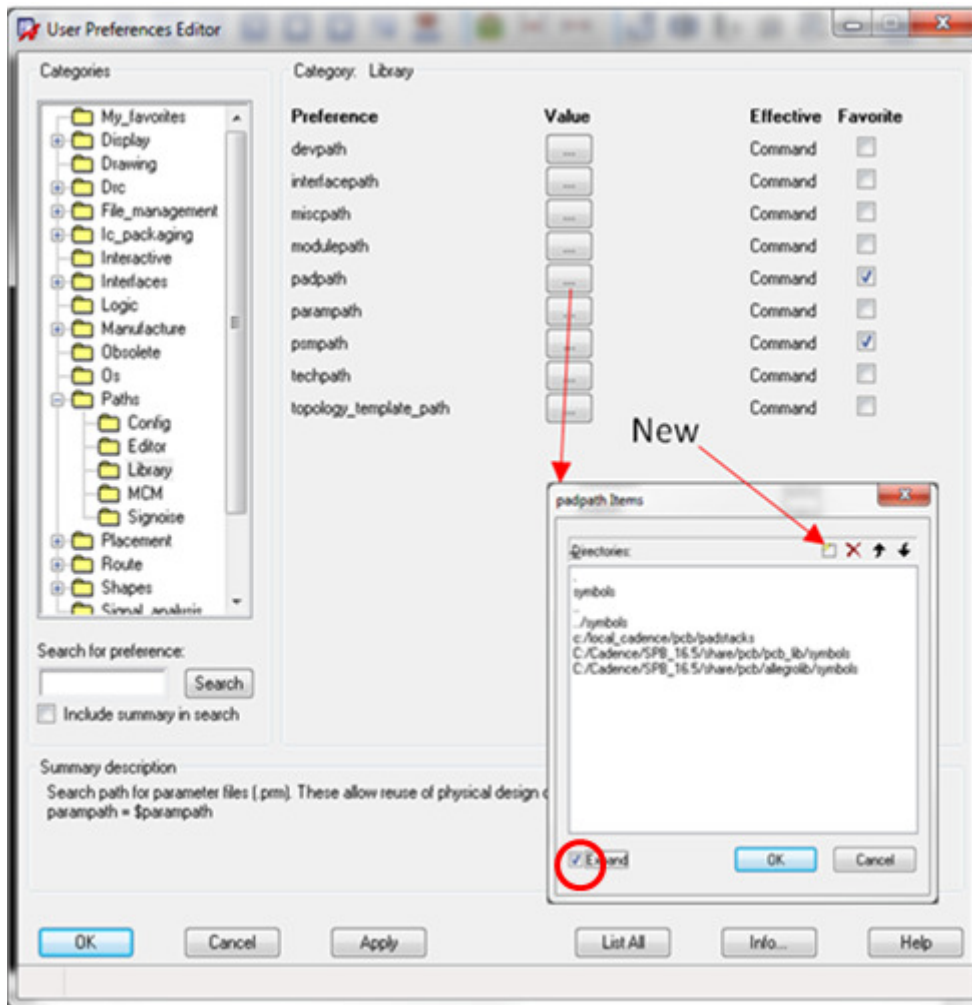 User Preferences Editor
Categories
My_favorites
Display
Drawing
Drc
File_management
Ic_packaging
Interactive
Interfaces
Logic
Manufacture
Obsolete
Os
Paths
Config
Editor
Library
MCM
Signoise
Placement
Route
Shapes
Signal_analysis
Search for preference:
Search
Include summary in search
Category: Library
Preference Value Effective Favorite
devpath ... Command
interfacepath ... Command
miscpath ... Command
modulepath ... Command
padpath ... Command
parampath ... Command
psmpath ... Command
techpath ... Command
topology_template_path ... Command
New
padpath Items
Directories:
.
symbols
..
../symbols
c:/local_cadence/pcb/padstacks
C:/Cadence/SPB_16.5/share/pcb/pcb_lib/symbols
C:/Cadence/SPB_16.5/share/pcb/allegrolib/symbols
Expand
OK Cancel
Summary description
Search path for parameter files (.prm). These allow reuse of physical design
parampath = $parampath
OK Cancel Apply List All Info... Help